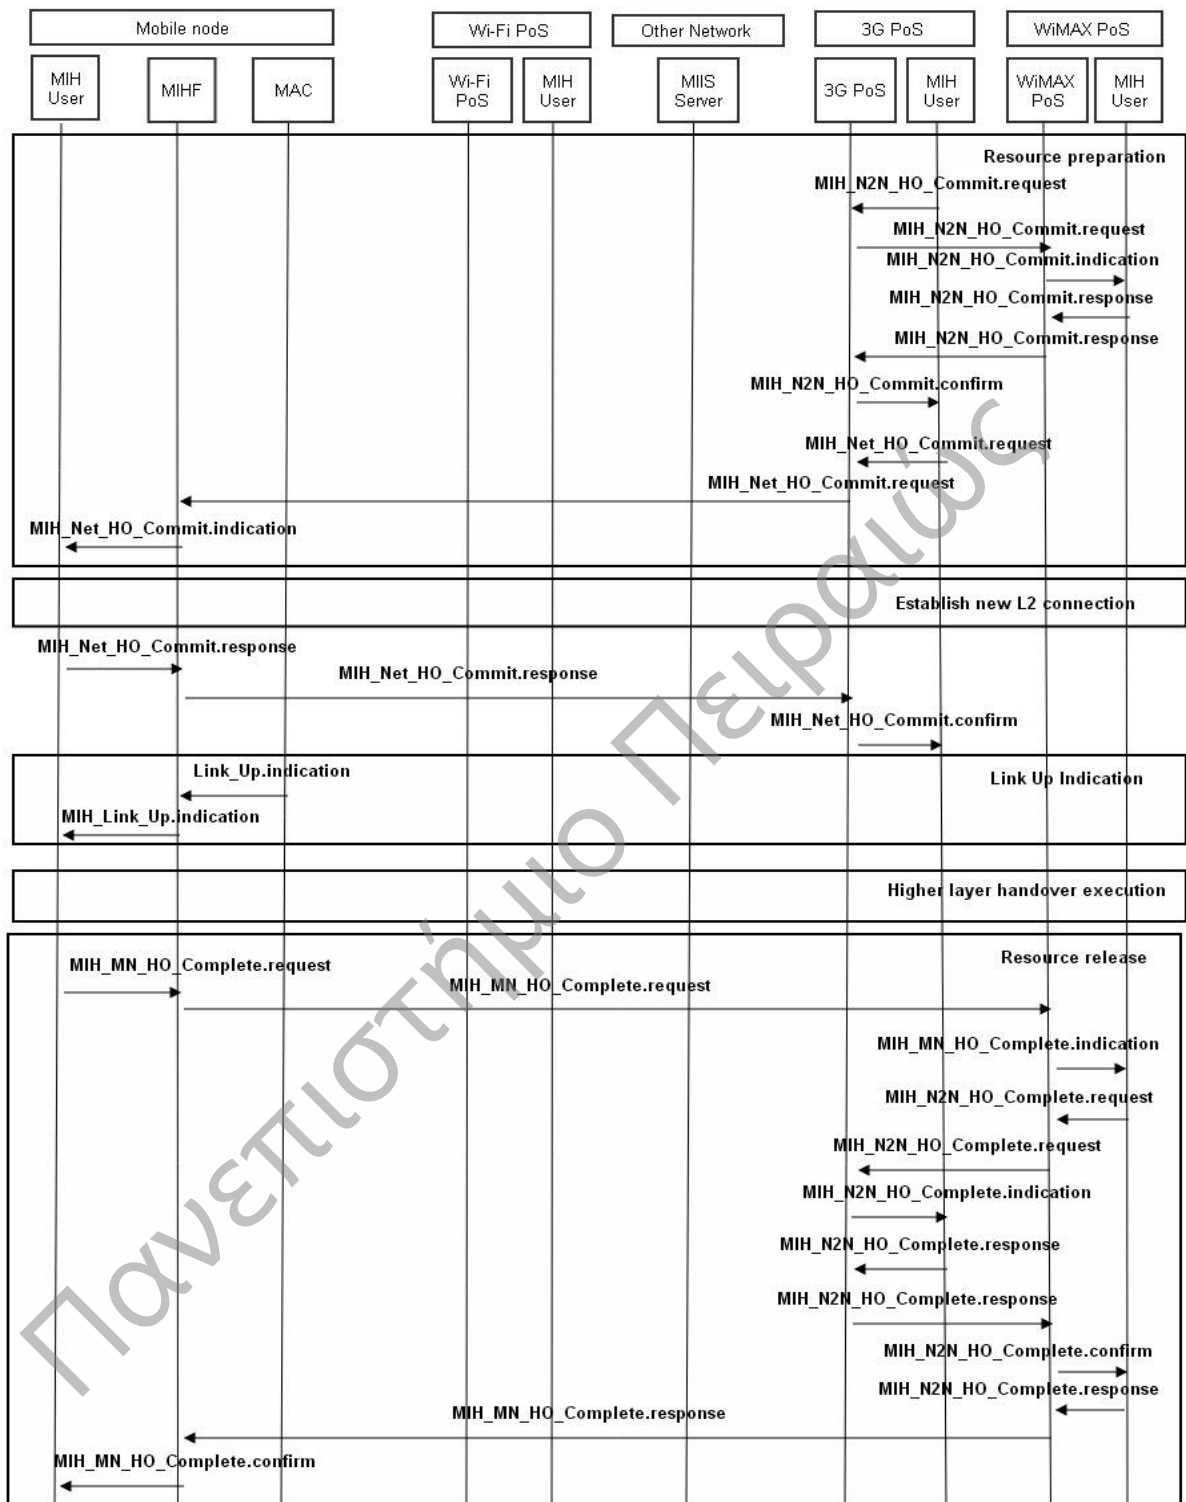 Mobile node
Wi-Fi PoS
Other Network
3G PoS
WiMAX PoS
MIH
User
MIHF
MAC
Wi-Fi
PoS
MIH
User
MIIS
Server
3G PoS
MIH
User
WiMAX
PoS
MIH
User
Resource preparation
MIH_N2N_HO_Commit.request
MIH_N2N_HO_Commit.request
MIH_N2N_HO_Commit.indication
MIH_N2N_HO_Commit.response
MIH_N2N_HO_Commit.response
MIH_N2N_HO_Commit.confirm
MIH_Net_HO_Commit.request
MIH_Net_HO_Commit.request
MIH_Net_HO_Commit.indication
Establish new L2 connection
MIH_Net_HO_Commit.response
MIH_Net_HO_Commit.response
MIH_Net_HO_Commit.confirm
Link_Up.indication
Link Up Indication
MIH_Link_Up.indication
Higher layer handover execution
Resource release
MIH_MN_HO_Complete.request
MIH_MN_HO_Complete.request
MIH_MN_HO_Complete.indication
MIH_N2N_HO_Complete.request
MIH_N2N_HO_Complete.request
MIH_N2N_HO_Complete.indication
MIH_N2N_HO_Complete.response
MIH_N2N_HO_Complete.response
MIH_N2N_HO_Complete.confirm
MIH_N2N_HO_Complete.response
MIH_MN_HO_Complete.response
MIH_MN_HO_Complete.confirm
Πανεπιστήμιο Πειραιώς